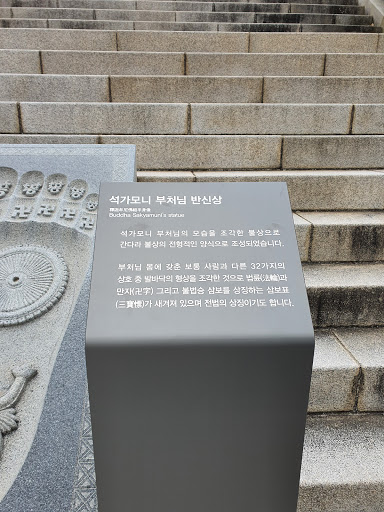 석가모니 부처님 반신상
Buddha Sakyamuni's statue
석가모니 부처님의 모습을 조각한 불상으로
간다라 불상의 전형적인 양식으로 조성되었습니다.
부처님 몸에 갖춘 보통 사람과 다른 32가지의
상호 중 발바닥의 형상을 조각한 것으로 법륜(法輪)과
만자(卍字) 그리고 불법승 삼보를 상징하는 삼보표
(三寶標)가 새겨져 있으며 전법의 상징이기도 합니다.